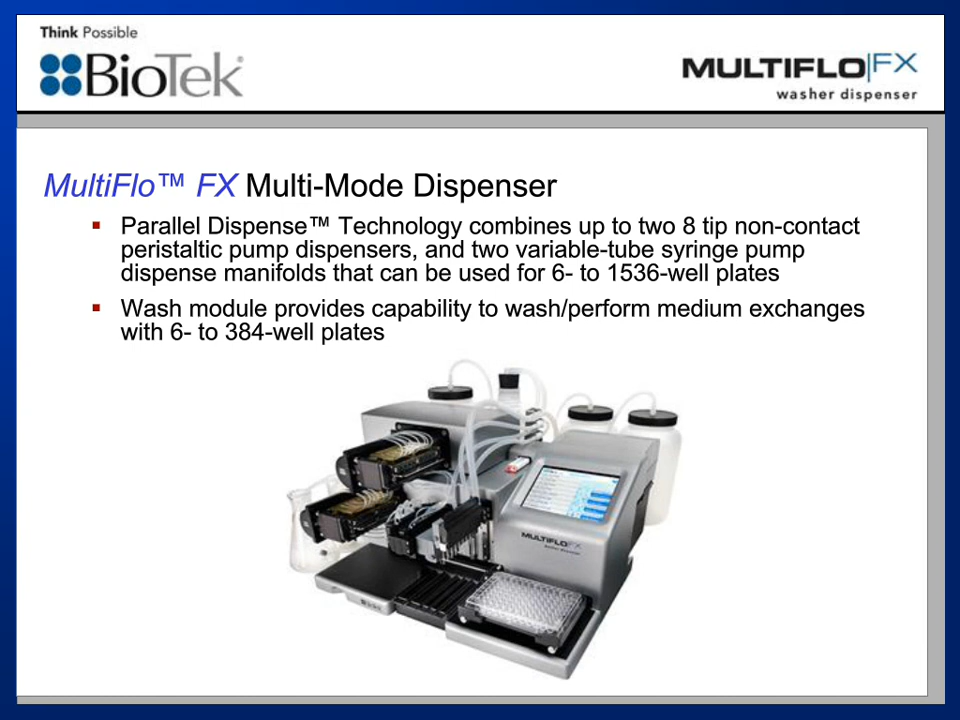 Think Possible
BioTek®
MULTIFLO|FX
washer dispenser
MultiFlo™ FX Multi-Mode Dispenser
▪ Parallel Dispense™ Technology combines up to two 8 tip non-contact
peristaltic pump dispensers, and two variable-tube syringe pump
dispense manifolds that can be used for 6- to 1536-well plates
▪ Wash module provides capability to wash/perform medium exchanges
with 6- to 384-well plates
MULTIFLOFX
washer dispenser